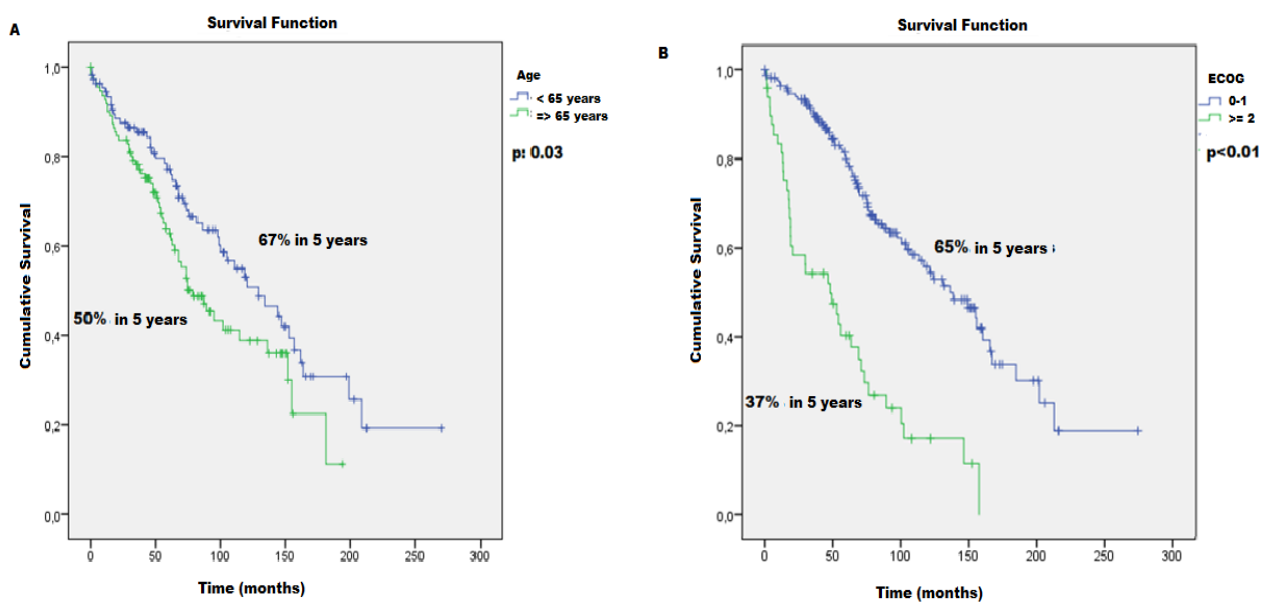 A
Survival Function
Cumulative Survival
1,0
0,8
0,6
0,4
0,2
0,0
0
50
100
150
200
250
300
Time (months)
67% in 5 years
50% in 5 years
Age
< 65 years
=> 65 years
p: 0.03
B
Survival Function
Cumulative Survival
1,0
0,8
0,6
0,4
0,2
0,0
0
50
100
150
200
250
300
Time (months)
65% in 5 years
37% in 5 years
ECOG
0-1
>= 2
p<0.01